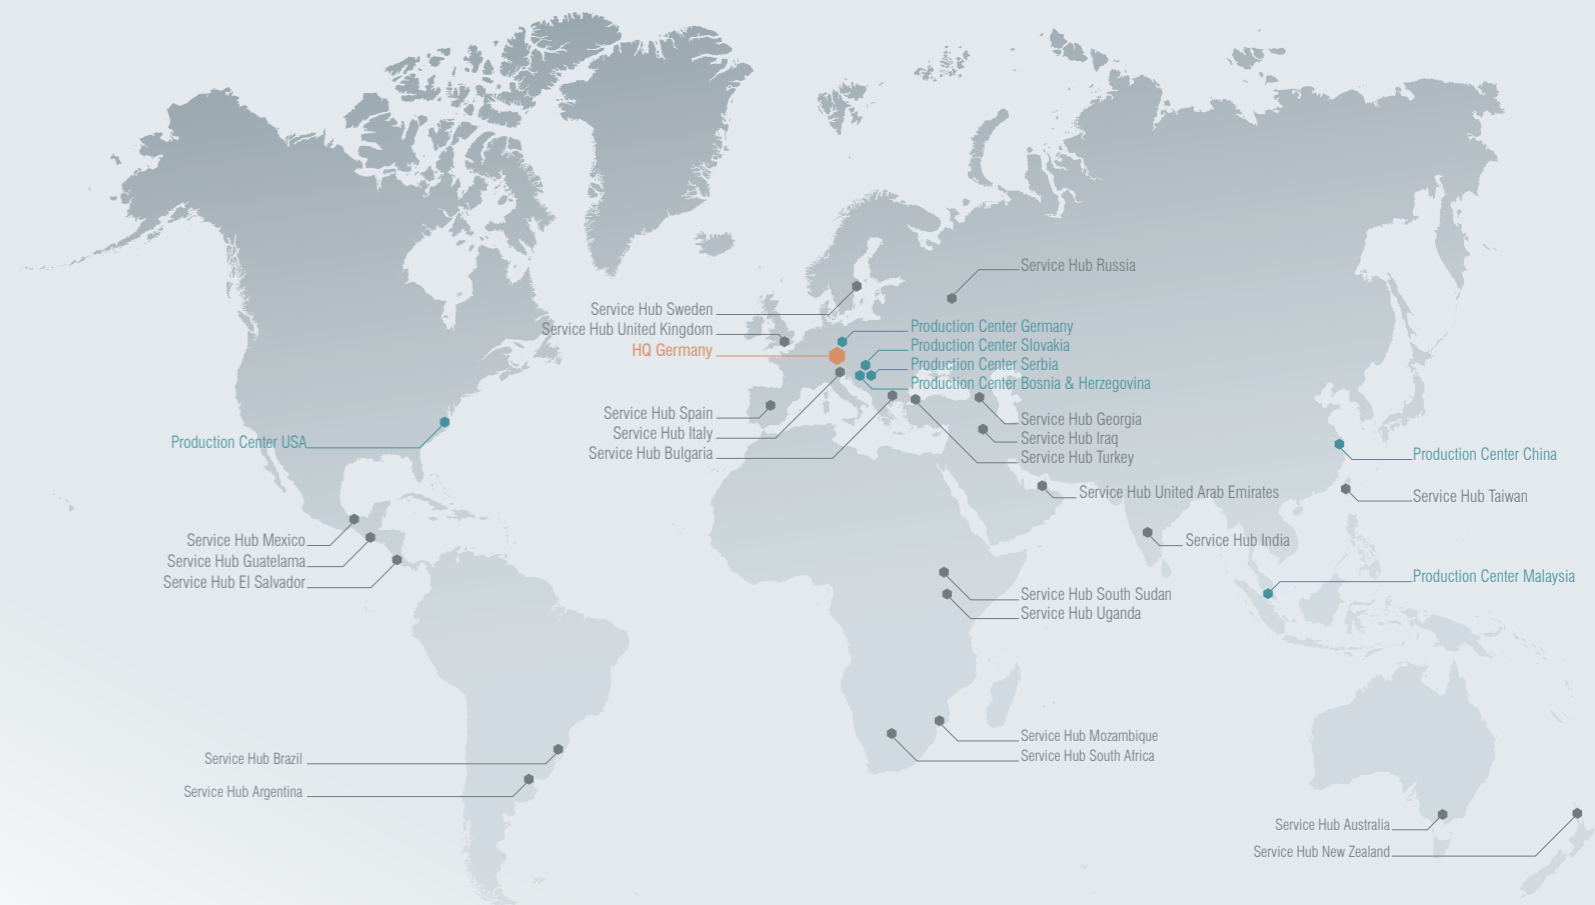 Service Hub Russia
Service Hub Sweden
Service Hub United Kingdom
HQ Germany
Production Center Germany
Production Center Slovakia
Production Center Serbia
Production Center Bosnia & Herzegovina
Service Hub Spain
Service Hub Italy
Service Hub Bulgaria
Service Hub Georgia
Service Hub Iraq
Service Hub Turkey
Production Center USA
Production Center China
Service Hub United Arab Emirates
Service Hub Taiwan
Service Hub Mexico
Service Hub Guatelama
Service Hub El Salvador
Service Hub India
Production Center Malaysia
Service Hub South Sudan
Service Hub Uganda
Service Hub Mozambique
Service Hub South Africa
Service Hub Brazil
Service Hub Argentina
Service Hub Australia
Service Hub New Zealand